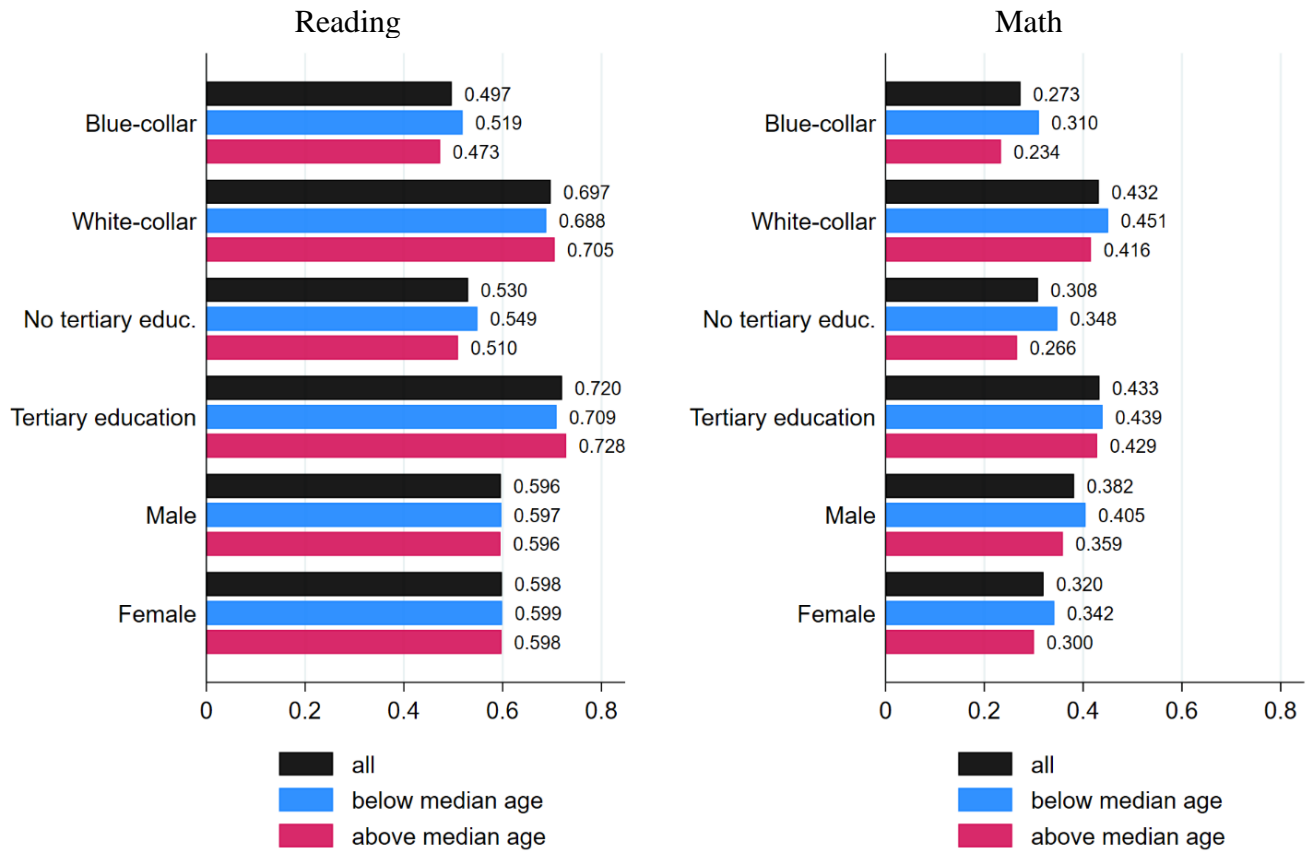 Reading
Blue-collar
0.497
0.519
0.473
White-collar
0.697
0.688
0.705
No tertiary educ.
0.530
0.549
0.510
Tertiary education
0.720
0.709
0.728
Male
0.596
0.597
0.596
Female
0.598
0.599
0.598
0 0.2 0.4 0.6 0.8
all
below median age
above median age
Math
Blue-collar
0.273
0.310
0.234
White-collar
0.432
0.451
0.416
No tertiary educ.
0.308
0.348
0.266
Tertiary education
0.433
0.439
0.429
Male
0.382
0.405
0.359
Female
0.320
0.342
0.300
0 0.2 0.4 0.6 0.8
all
below median age
above median age